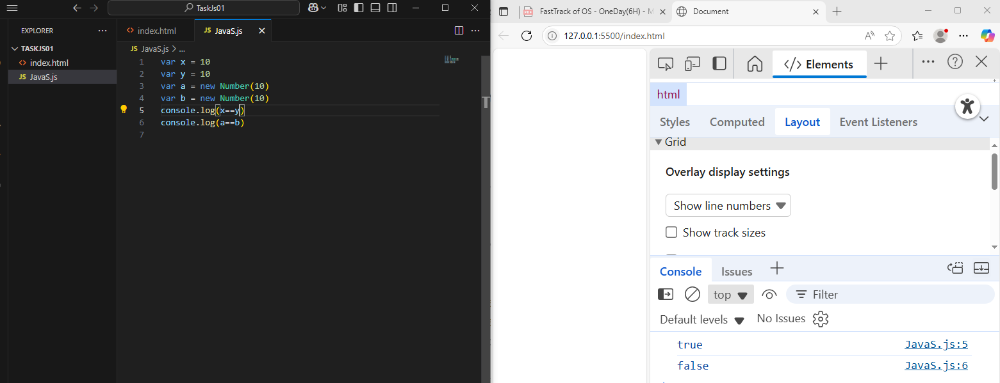 TaskJs01
EXPLORER
TASKJS01
index.html
JS JavaS.js
index.html
JS JavaS.js
JS JavaS.js > ...
1 var x = 10
2 var y = 10
3 var a = new Number(10)
4 var b = new Number(10)
5 console.log(x==y)
6 console.log(a==b)
7
PDF FastTrack of OS - OneDay(6H) - M
Document
127.0.0.1:5500/index.html
</> Elements
html
Styles
Computed
Layout
Event Listeners
Grid
Overlay display settings
Show line numbers
Show track sizes
Console
Issues
top
Filter
Default levels
No Issues
true JavaS.js:5
false JavaS.js:6